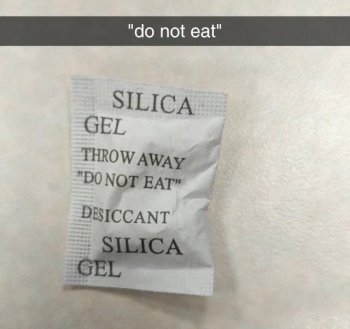 "do not eat"
SILICA
GEL
THROW AWAY
"DO NOT EAT"
DESICCANT
SILICA
GEL